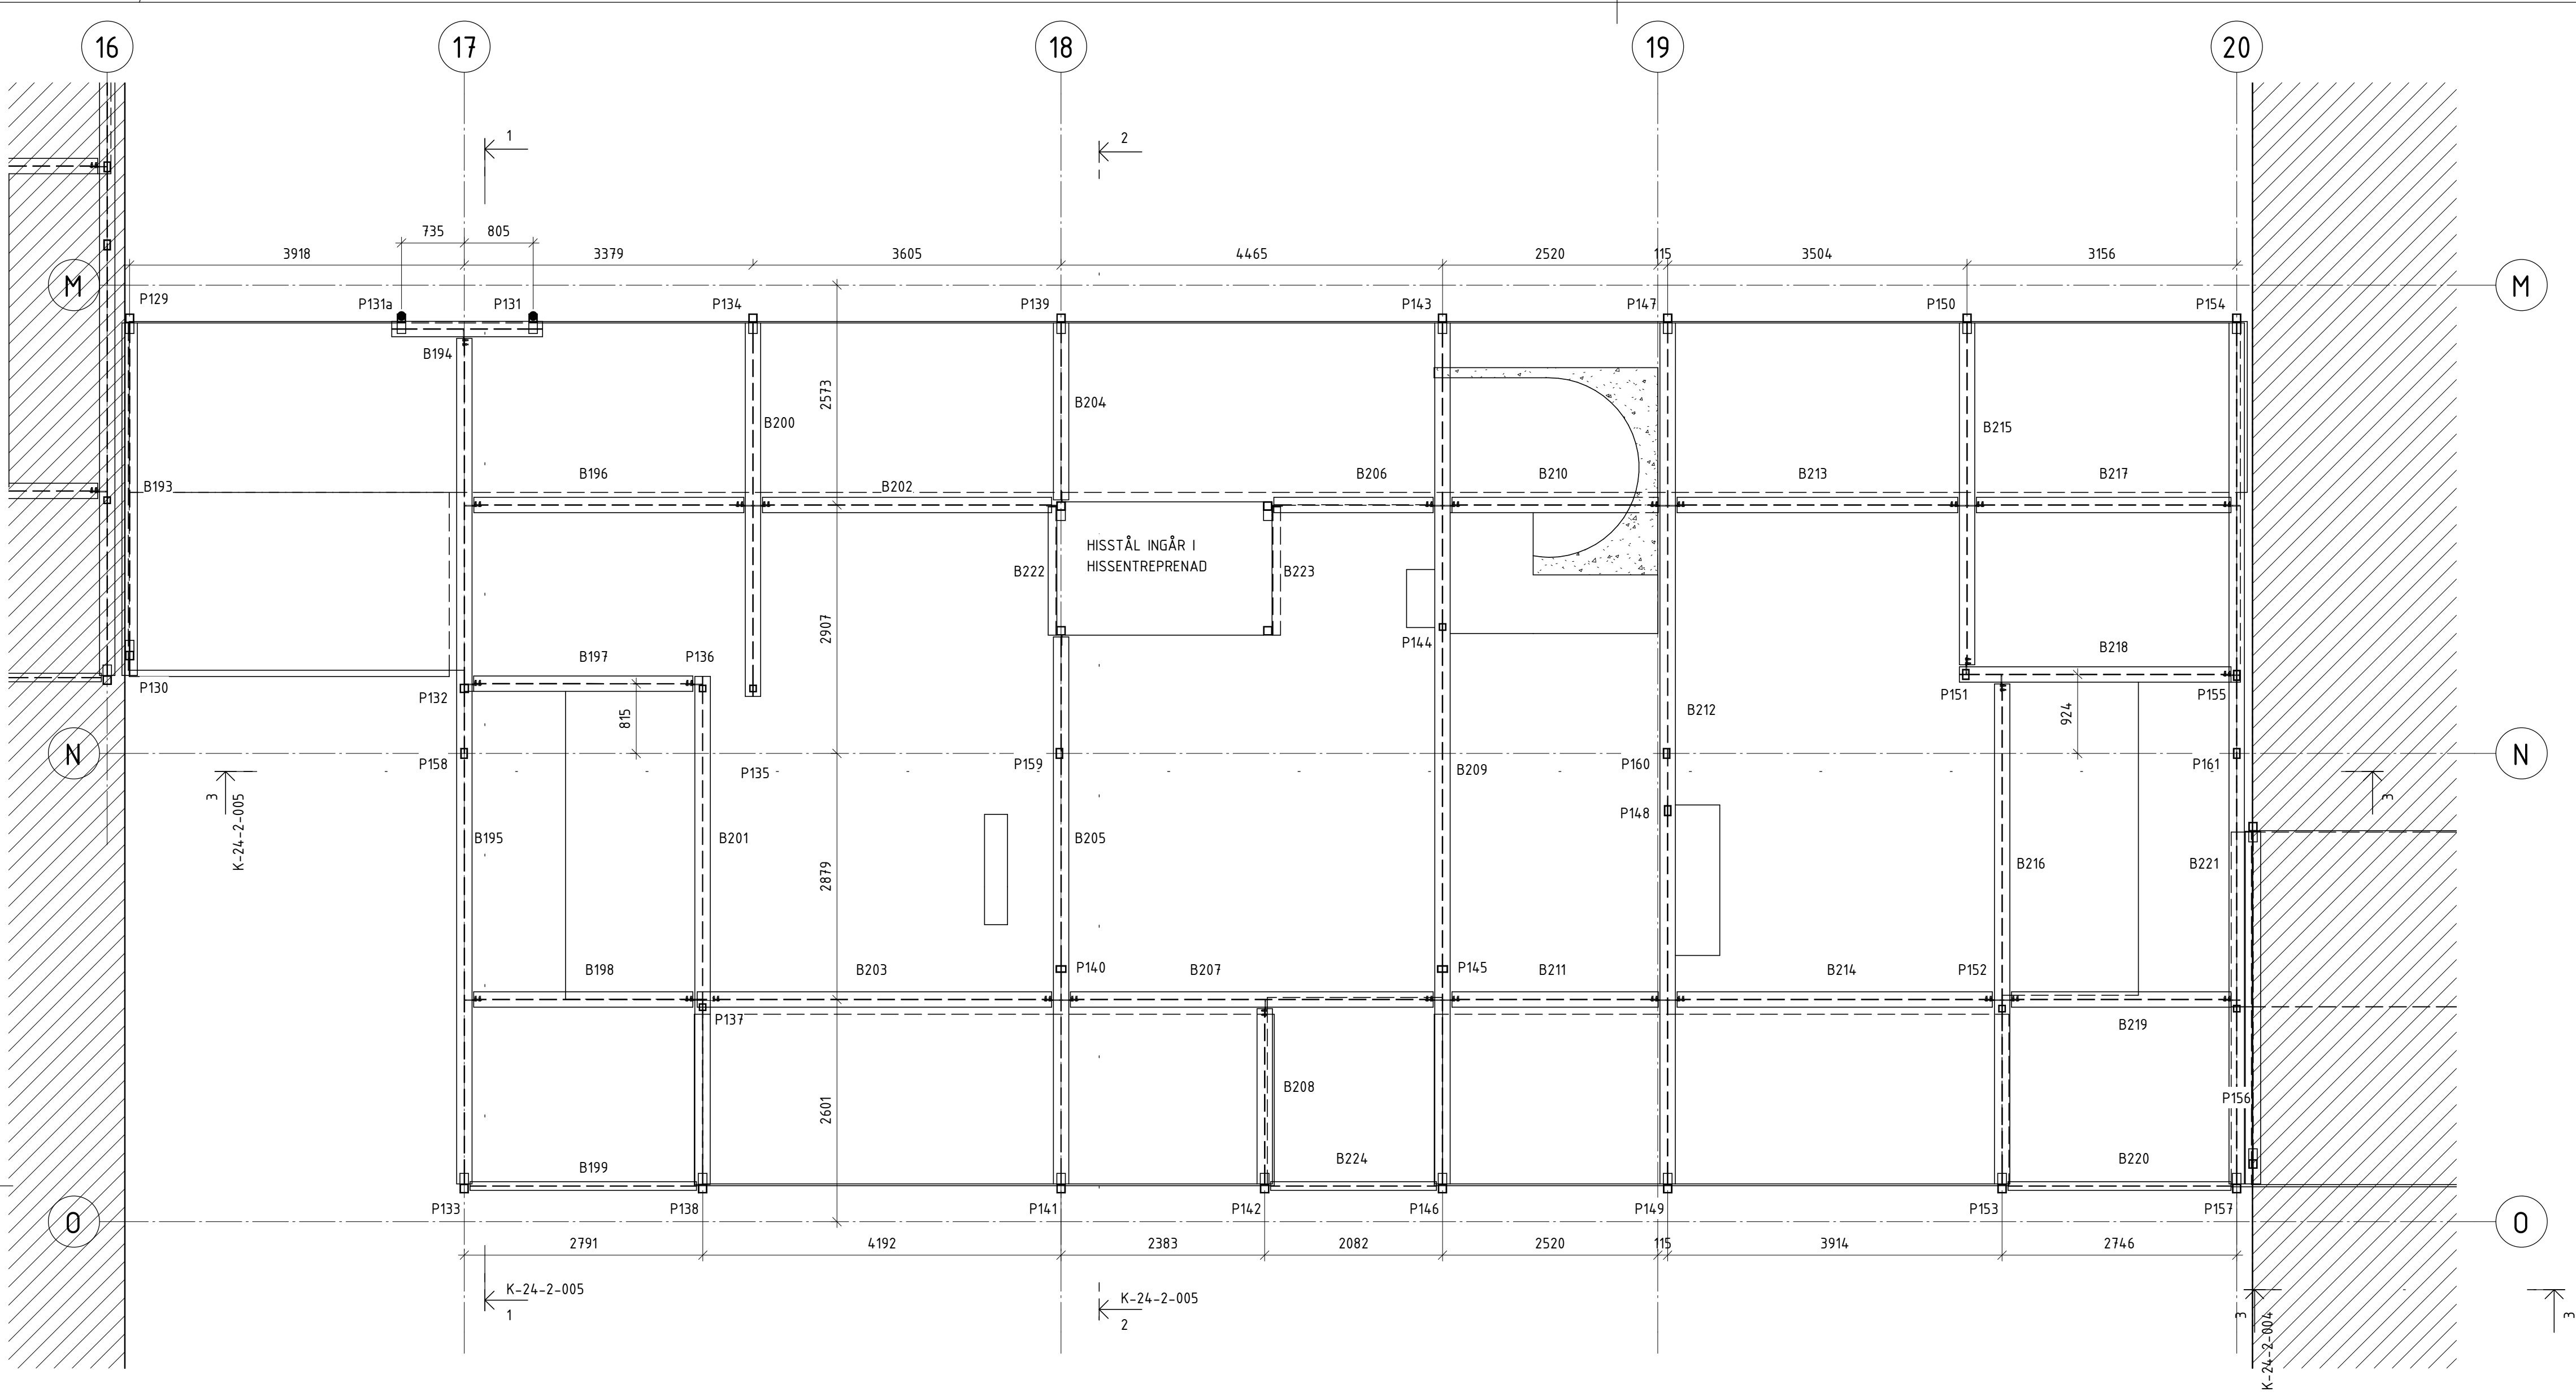 16
17
18
19
20
1
2
735
805
3918
3379
3605
4465
2520
115
3504
3156
M
M
P129
P131a
P131
P134
P139
P143
P147
P150
P154
B194
2573
B204
B200
B215
B193
B196
B202
B206
B210
B213
B217
HISSTÅL INGÅR I
HISSENTREPRENAD
B222
B223
2907
P144
B218
B197
P136
P130
P132
P151
P155
815
B212
924
N
N
P158
P135
P159
B209
P160
P161
3
K-24-2-005
3
P148
B195
B201
B205
B216
B221
2879
B198
B203
P140
B207
P145
B211
B214
P152
P137
B219
B208
2601
P156
B199
B224
B220
P133
P138
P141
P142
P146
P149
P153
P157
O
O
2791
4192
2383
2082
2520
115
3914
2746
K-24-2-005
1
K-24-2-005
2
3
K-24-2-004
3